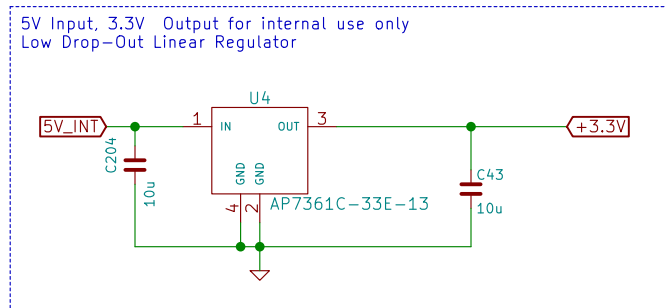 5V Input, 3.3V Output for internal use only
Low Drop-Out Linear Regulator
U4
5V_INT
1
IN
OUT
3
+3.3V
C204
10u
GND
GND
4
2
AP7361C-33E-13
C43
10u